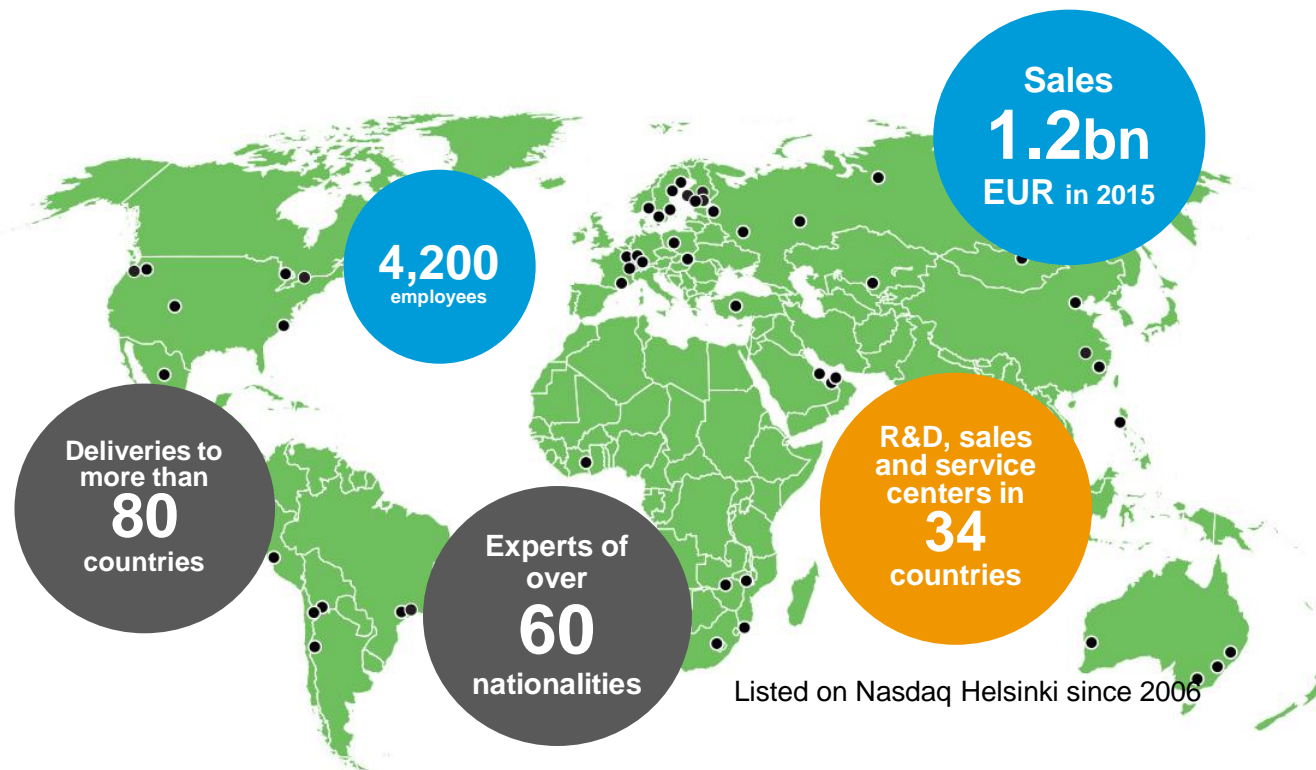 Sales
1.2bn
EUR in 2015
4,200
employees
Deliveries to
more than
80
countries
Experts of
over
60
nationalities
R&D, sales
and service
centers in
34
countries
Listed on Nasdaq Helsinki since 2006